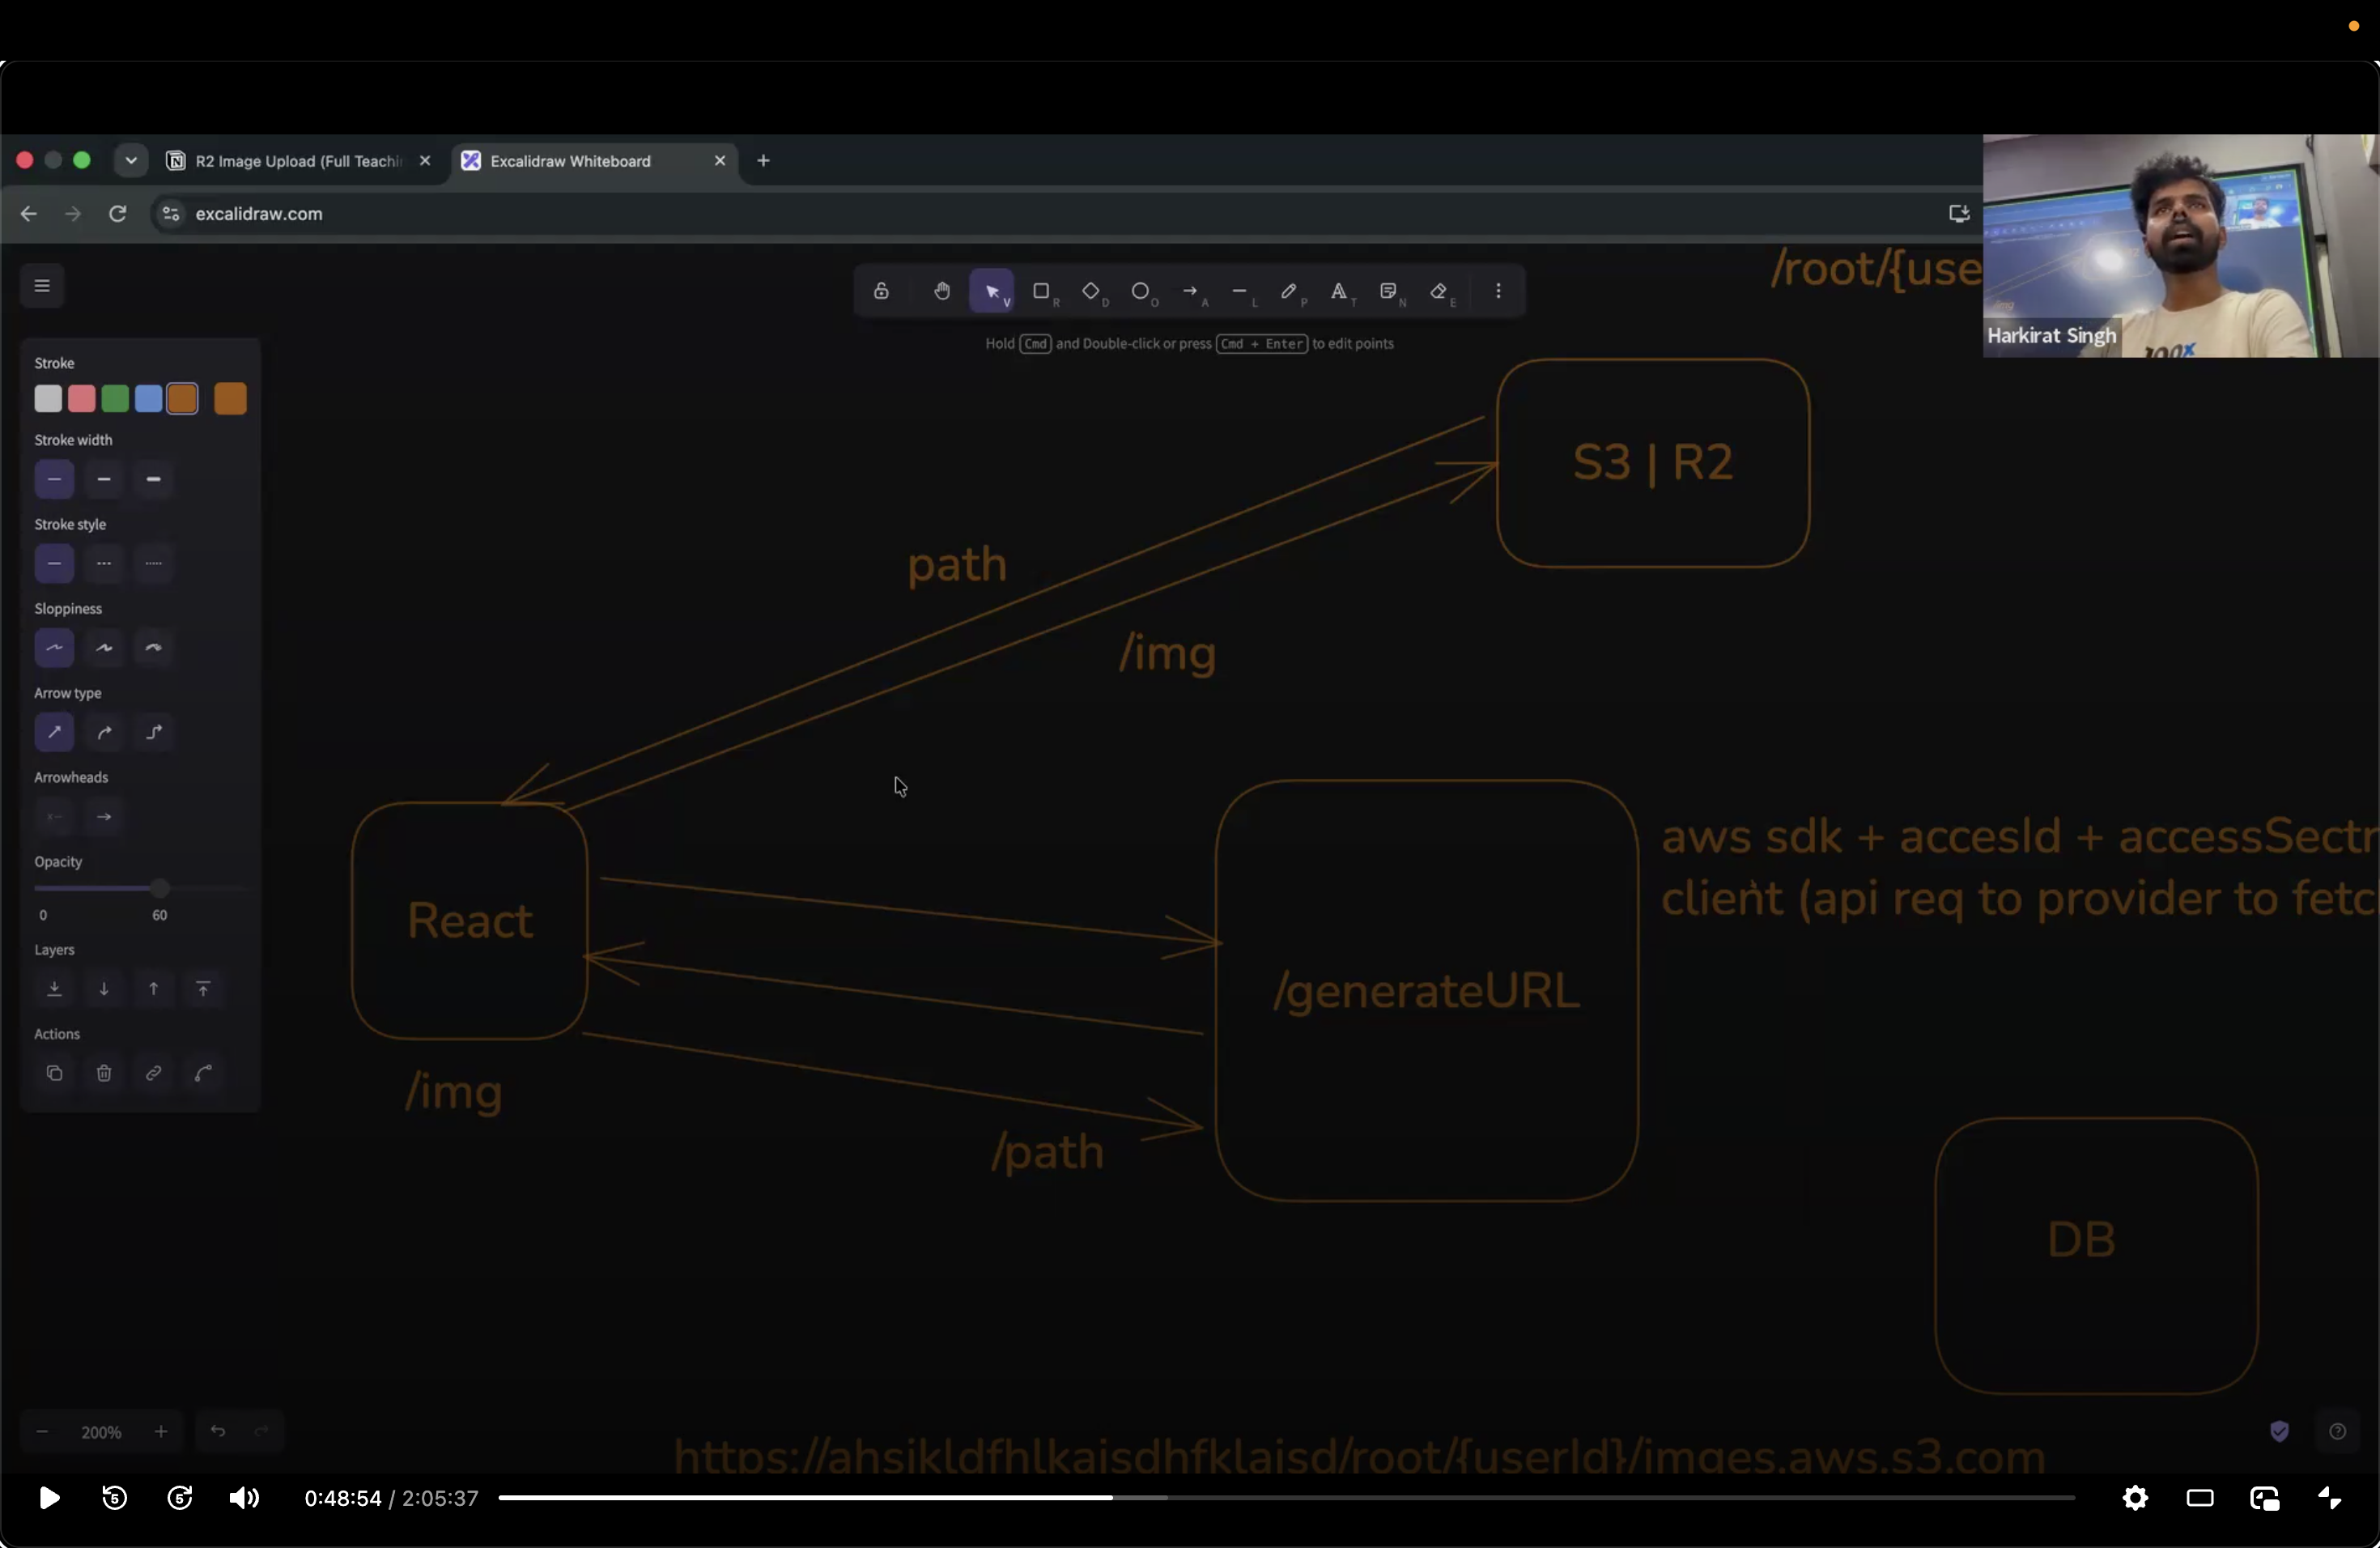 R2 Image Upload (Full Teachi
Excalidraw Whiteboard
excalidraw.com
Harkirat Singh
V
R
D
O
A
L
P
T
N
E
Hold Cmd and Double-click or press Cmd + Enter to edit points
/root/{use
Stroke
Stroke width
Stroke style
Sloppiness
Arrow type
Arrowheads
Opacity
0
60
Layers
Actions
S3 | R2
path
/img
React
/img
/generateURL
/path
aws sdk + accesId + accessSectr
client (api req to provider to fetc
DB
200%
https://ahsikldfhlkaisdhfklaisd/root/{userId}/imges.aws.s3.com
5
5
0:48:54 / 2:05:37